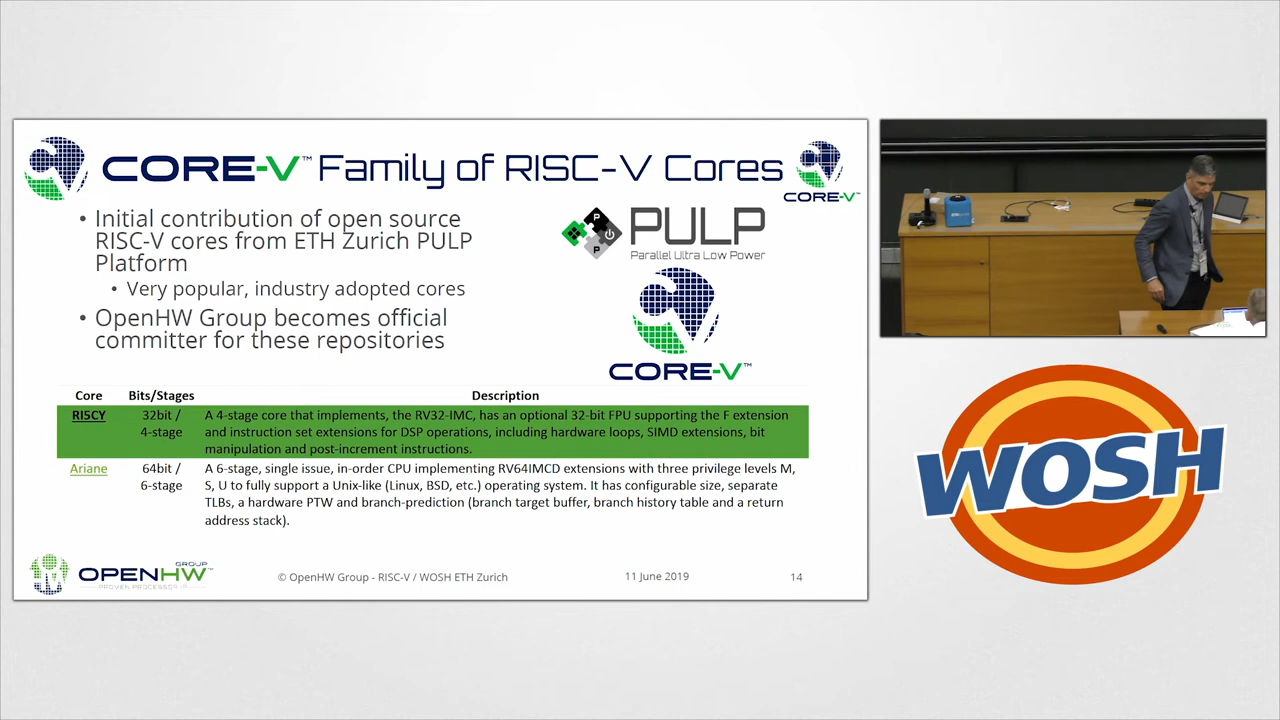 CORE-V™ Family of RISC-V Cores
CORE-V™
• Initial contribution of open source
RISC-V cores from ETH Zurich PULP
Platform
• Very popular, industry adopted cores
• OpenHW Group becomes official
committer for these repositories
P
P
PULP
Parallel Ultra Low Power
CORE-V™
Core Bits/Stages Description
RI5CY 32bit / 4-stage A 4-stage core that implements, the RV32-IMC, has an optional 32-bit FPU supporting the F extension
and instruction set extensions for DSP operations, including hardware loops, SIMD extensions, bit
manipulation and post-increment instructions.
Ariane 64bit / 6-stage A 6-stage, single issue, in-order CPU implementing RV64IMCD extensions with three privilege levels M,
S, U to fully support a Unix-like (Linux, BSD, etc.) operating system. It has configurable size, separate
TLBs, a hardware PTW and branch-prediction (branch target buffer, branch history table and a return
address stack).
OPENHW GROUP™
PROVEN PROCESSOR IP
© OpenHW Group - RISC-V / WOSH ETH Zurich
11 June 2019
14
WOSH